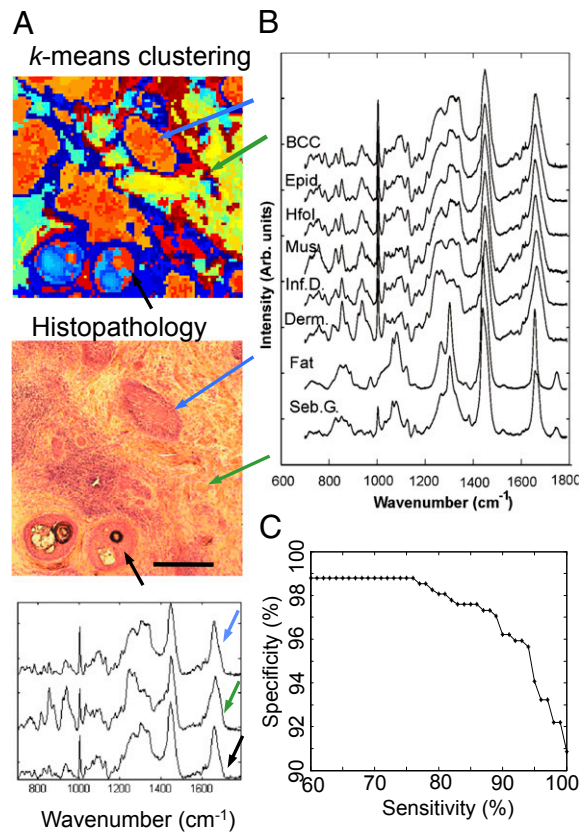 A
k-means clustering
Histopathology
800 1000 1200 1400 1600
Wavenumber (cm-1)
B
Intensity (Arb. units)
BCC
Epid.
Hfol
Mus.
Inf.D.
Derm.
Fat
Seb.G.
600 800 1000 1200 1400 1600 1800
Wavenumber (cm-1)
C
Specificity (%)
100
98
96
94
92
90
60 70 80 90 100
Sensitivity (%)